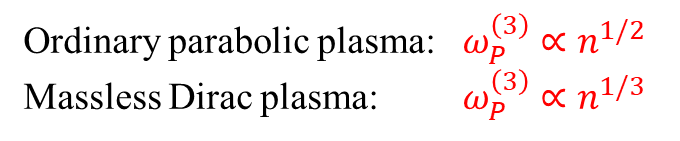 Ordinary parabolic plasma: ω_P^(3) ∝ n^1/2
Massless Dirac plasma: ω_P^(3) ∝ n^1/3